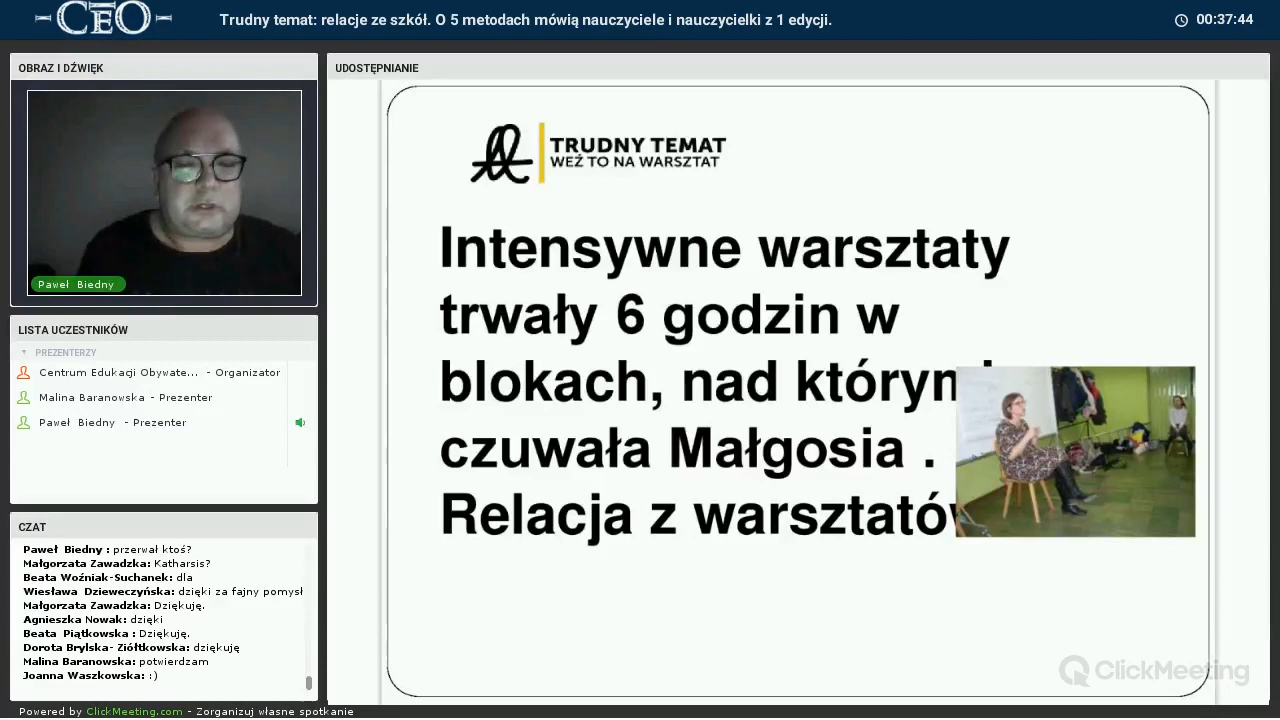 CEO
Trudny temat: relacje ze szkół. O 5 metodach mówią nauczyciele i nauczycielki z 1 edycji.
00:37:44
OBRAZ I DŹWIĘK
Paweł Biedny
LISTA UCZESTNIKÓW
PREZENTERZY
Centrum Edukacji Obywate... - Organizator
Malina Baranowska - Prezenter
Paweł Biedny - Prezenter
CZAT
Paweł Biedny : przerwał ktoś?
Małgorzata Zawadzka: Katharsis?
Beata Woźniak-Suchanek: dla
Wiesława Dzieweczyńska: dzięki za fajny pomysł
Małgorzata Zawadzka: Dziękuję.
Agnieszka Nowak: dzięki
Beata Piątkowska : Dziękuję.
Dorota Brylska- Ziółtkowska: dziękuję
Malina Baranowska: potwierdzam
Joanna Waszkowska: :)
Powered by ClickMeeting.com - Zorganizuj własne spotkanie
UDOSTĘPNIANIE
TRUDNY TEMAT
WEŹ TO NA WARSZTAT
Intensywne warsztaty
trwały 6 godzin w
blokach, nad którym
czuwała Małgosia .
Relacja z warsztatów
ClickMeeting